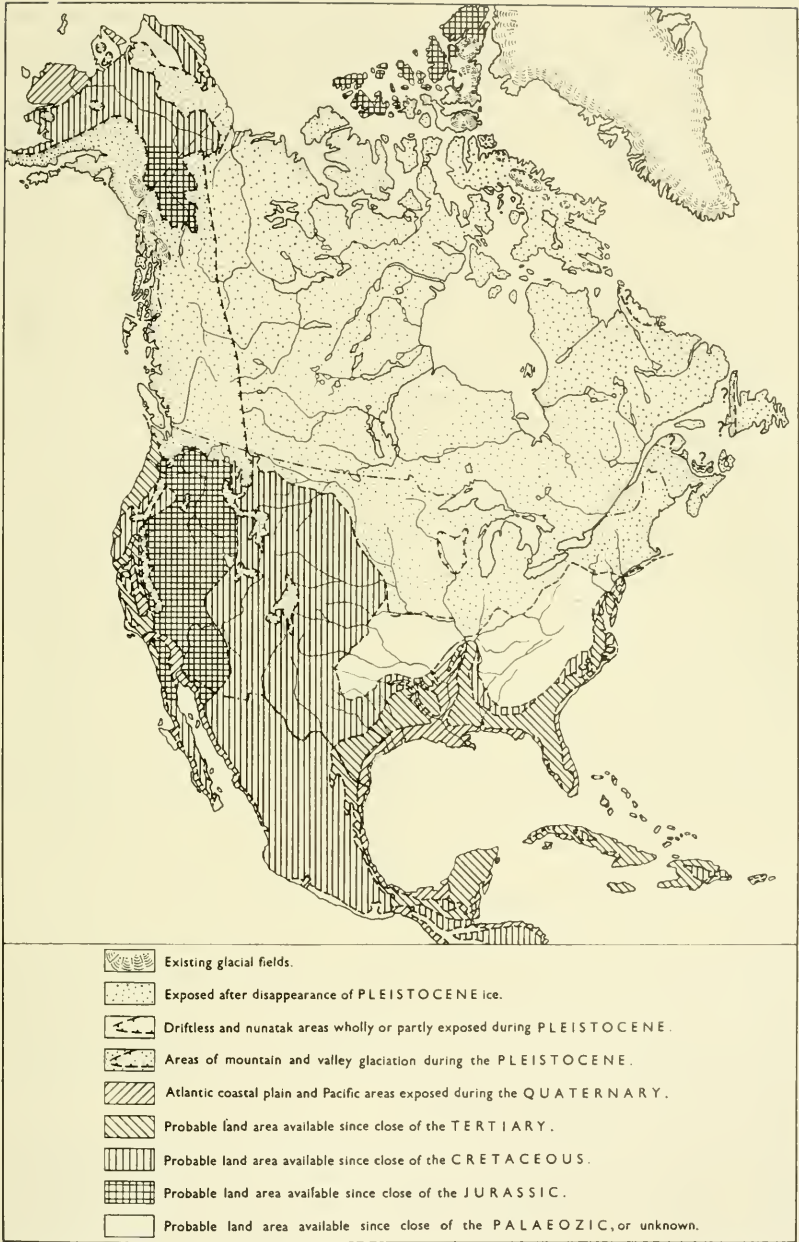 ?
?
?
?
?
Existing glacial fields.
Exposed after disappearance of PLEISTOCENE ice.
Driftless and nunatak areas wholly or partly exposed during PLEISTOCENE.
Areas of mountain and valley glaciation during the PLEISTOCENE.
Atlantic coastal plain and Pacific areas exposed during the QUATERNARY.
Probable land area available since close of the TERTIARY.
Probable land area available since close of the CRETACEOUS.
Probable land area available since close of the JURASSIC.
Probable land area available since close of the PALAEOZIC, or unknown.